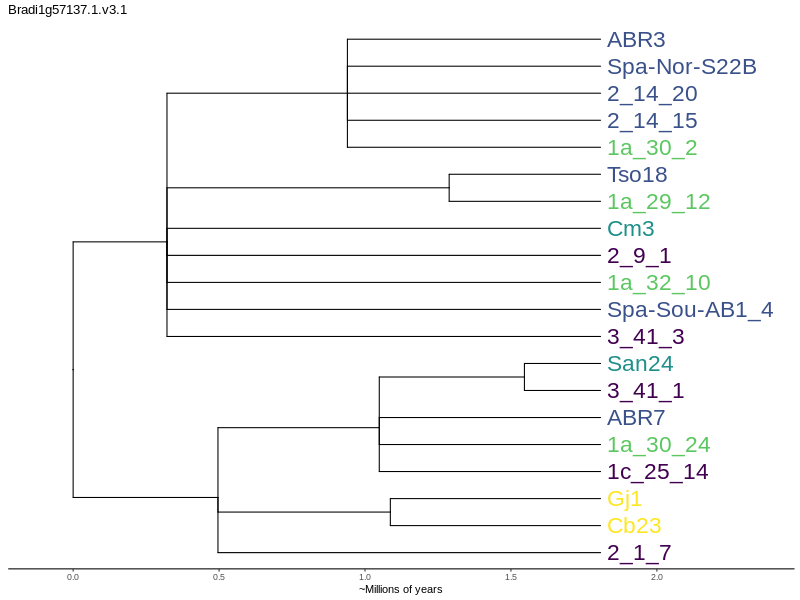 Bradi1g57137.1.v3.1
ABR3
Spa-Nor-S22B
2_14_20
2_14_15
1a_30_2
Tso18
1a_29_12
Cm3
2_9_1
1a_32_10
Spa-Sou-AB1_4
3_41_3
San24
3_41_1
ABR7
1a_30_24
1c_25_14
Gj1
Cb23
2_1_7
0.0 0.5 1.0 1.5 2.0
~Millions of years